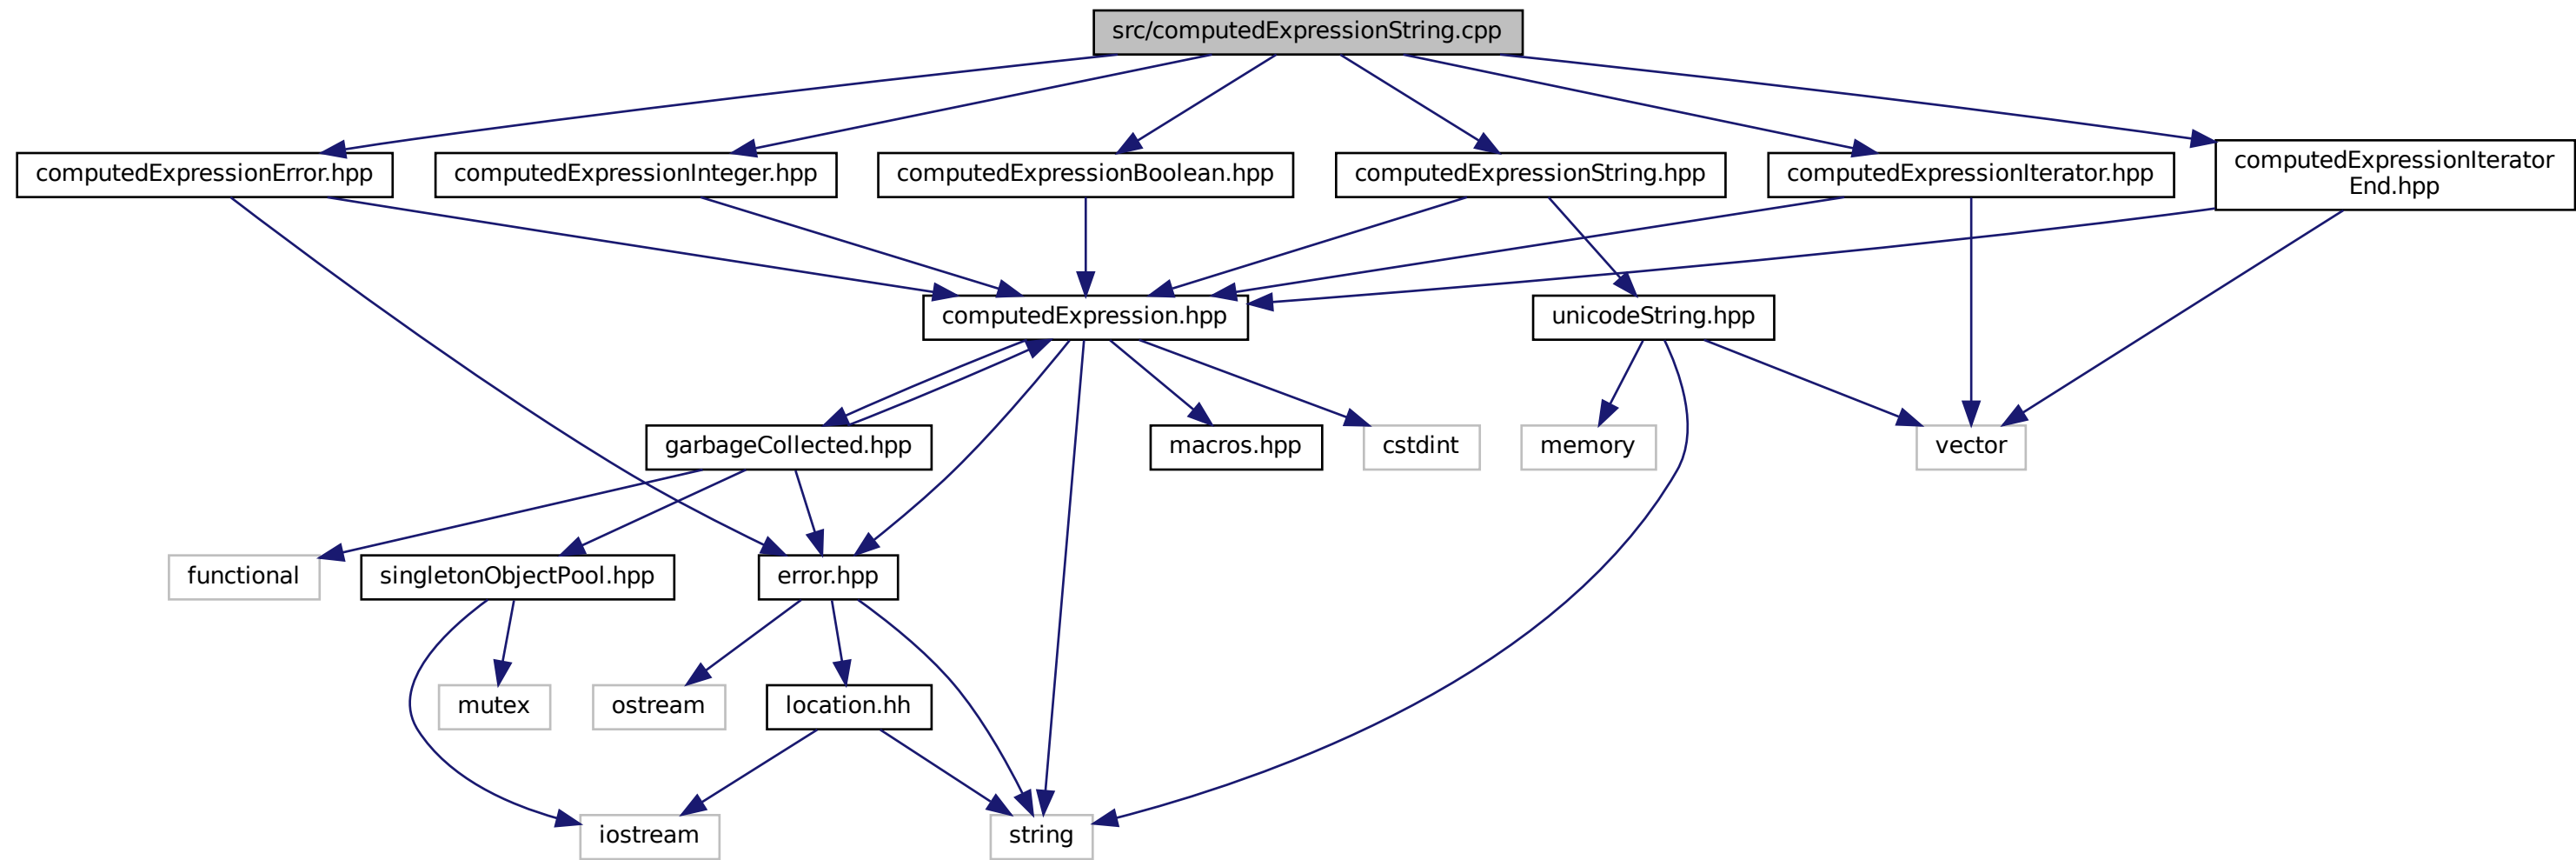 src/computedExpressionString.cpp
computedExpressionError.hpp
computedExpressionInteger.hpp
computedExpressionBoolean.hpp
computedExpressionString.hpp
computedExpressionIterator.hpp
computedExpressionIterator
End.hpp
computedExpression.hpp
unicodeString.hpp
garbageCollected.hpp
macros.hpp
cstdint
memory
vector
functional
singletonObjectPool.hpp
error.hpp
mutex
ostream
location.hh
iostream
string